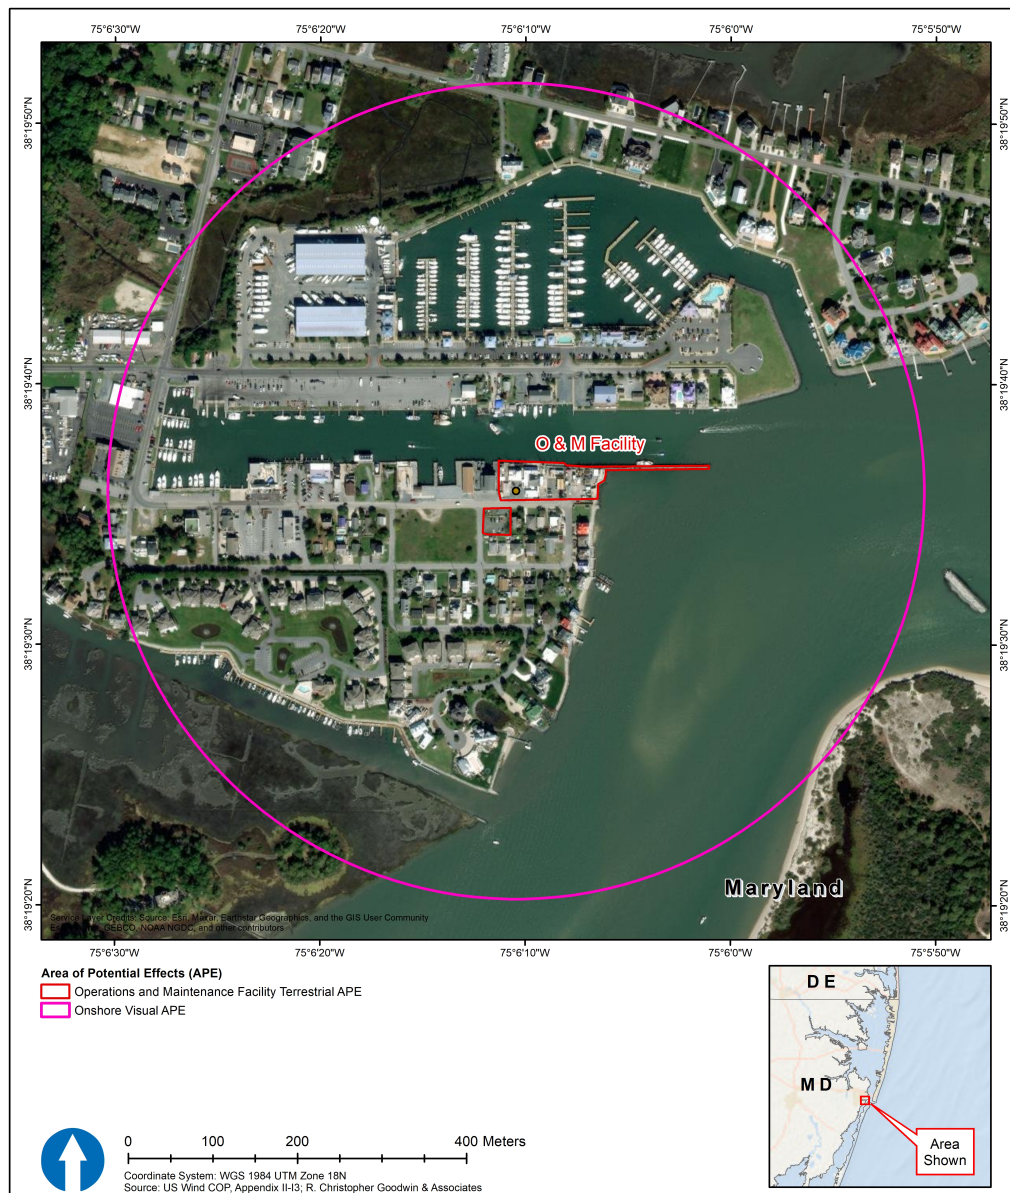 75°6'30"W 75°6'20"W 75°6'10"W 75°6'0"W 75°5'50"W
38°19'50"N 38°19'50"N
38°19'40"N 38°19'40"N
O & M Facility
38°19'30"N 38°19'30"N
Maryland
38°19'20"N 38°19'20"N
Service Layer Credits: Source: Esri, Maxar, Earthstar Geographics, and the GIS User Community
GEBCO, NOAA NGDC, and other contributors
75°6'30"W 75°6'20"W 75°6'10"W 75°6'0"W 75°5'50"W
Area of Potential Effects (APE)
Operations and Maintenance Facility Terrestrial APE
Onshore Visual APE
DE
MD
Area
Shown
0 100 200 400 Meters
Coordinate System: WGS 1984 UTM Zone 18N
Source: US Wind COP, Appendix II-I3; R. Christopher Goodwin & Associates